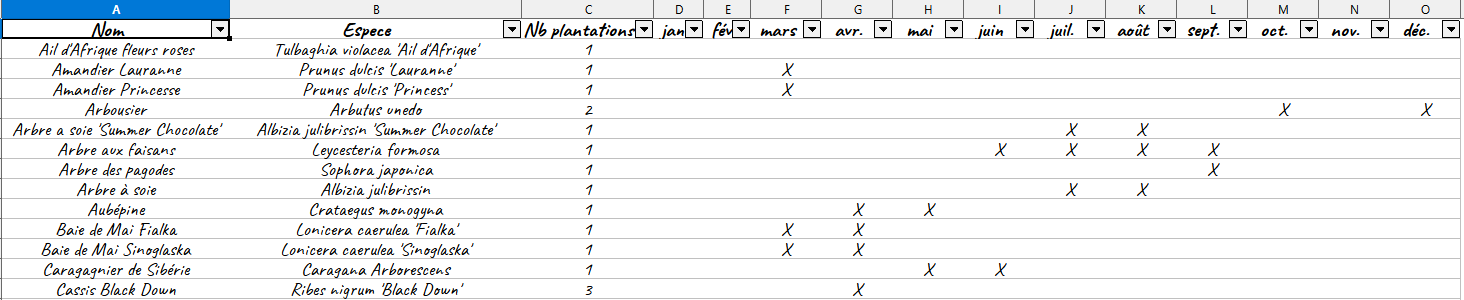 A B C D E F G H I J K L M N O
Nom Espece Nb plantations jan fév mars avr. mai juin juil. août sept. oct. nov. déc.
Ail d'Afrique fleurs roses Tulbaghia violacea 'Ail d'Afrique' 1
Amandier Lauranne Prunus dulcis 'Lauranne' 1 X
Amandier Princesse Prunus dulcis 'Princess' 1 X
Arbousier Arbutus unedo 2 X X
Arbre a soie 'Summer Chocolate' Albizia julibrissin 'Summer Chocolate' 1 X X
Arbre aux faisans Leycesteria formosa 1 X X X X
Arbre des pagodes Sophora japonica 1 X
Arbre à soie Albizia julibrissin 1 X X
Aubépine Crataegus monogyna 1 X X
Baie de Mai Fialka Lonicera caerulea 'Fialka' 1 X X
Baie de Mai Sinoglaska Lonicera caerulea 'Sinoglaska' 1 X X
Caragagnier de Sibérie Caragana Arborescens 1 X X
Cassis Black Down Ribes nigrum 'Black Down' 3 X